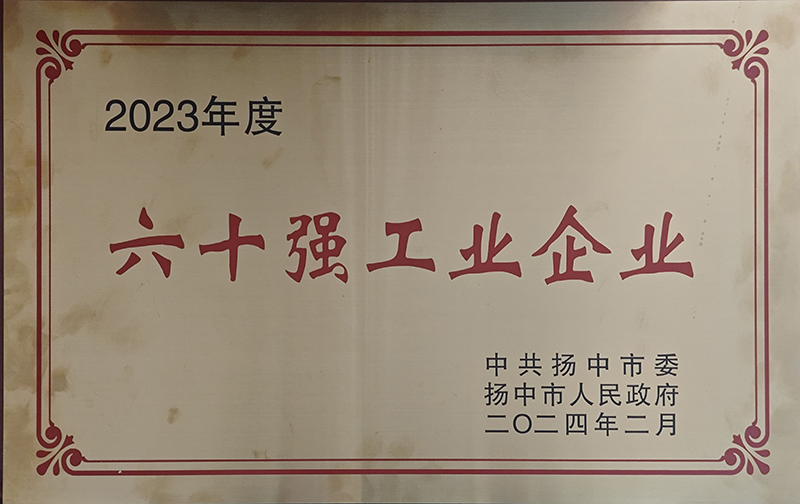 2023年度
六十强工业企业
中共扬中市委
扬中市人民政府
二〇二四年二月